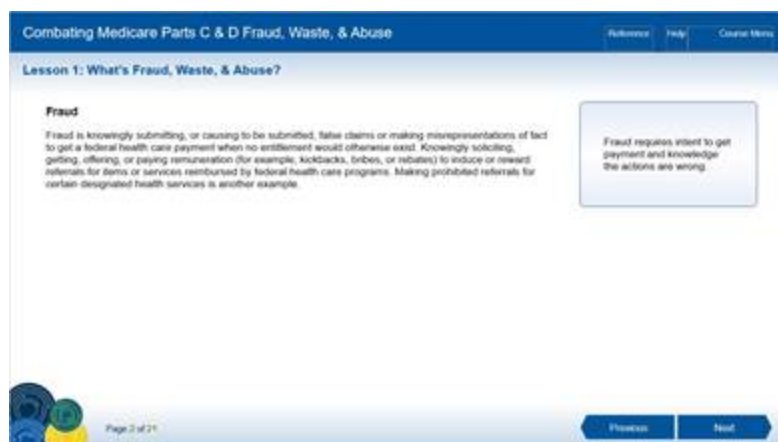 Combating Medicare Parts C & D Fraud, Waste, & Abuse
Reference Help Course Menu
Lesson 1: What's Fraud, Waste, & Abuse?
Fraud
Fraud is knowingly submitting, or causing to be submitted, false claims or making misrepresentations of fact
to get a federal health care payment when no entitlement would otherwise exist. Knowingly soliciting,
getting, offering, or paying remuneration (for example, kickbacks, bribes, or rebates) to induce or reward
referrals for items or services reimbursed by federal health care programs. Making prohibited referrals for
certain designated health services is another example.
Fraud requires intent to get
payment and knowledge
the actions are wrong.
Page 2 of 21
Previous Next